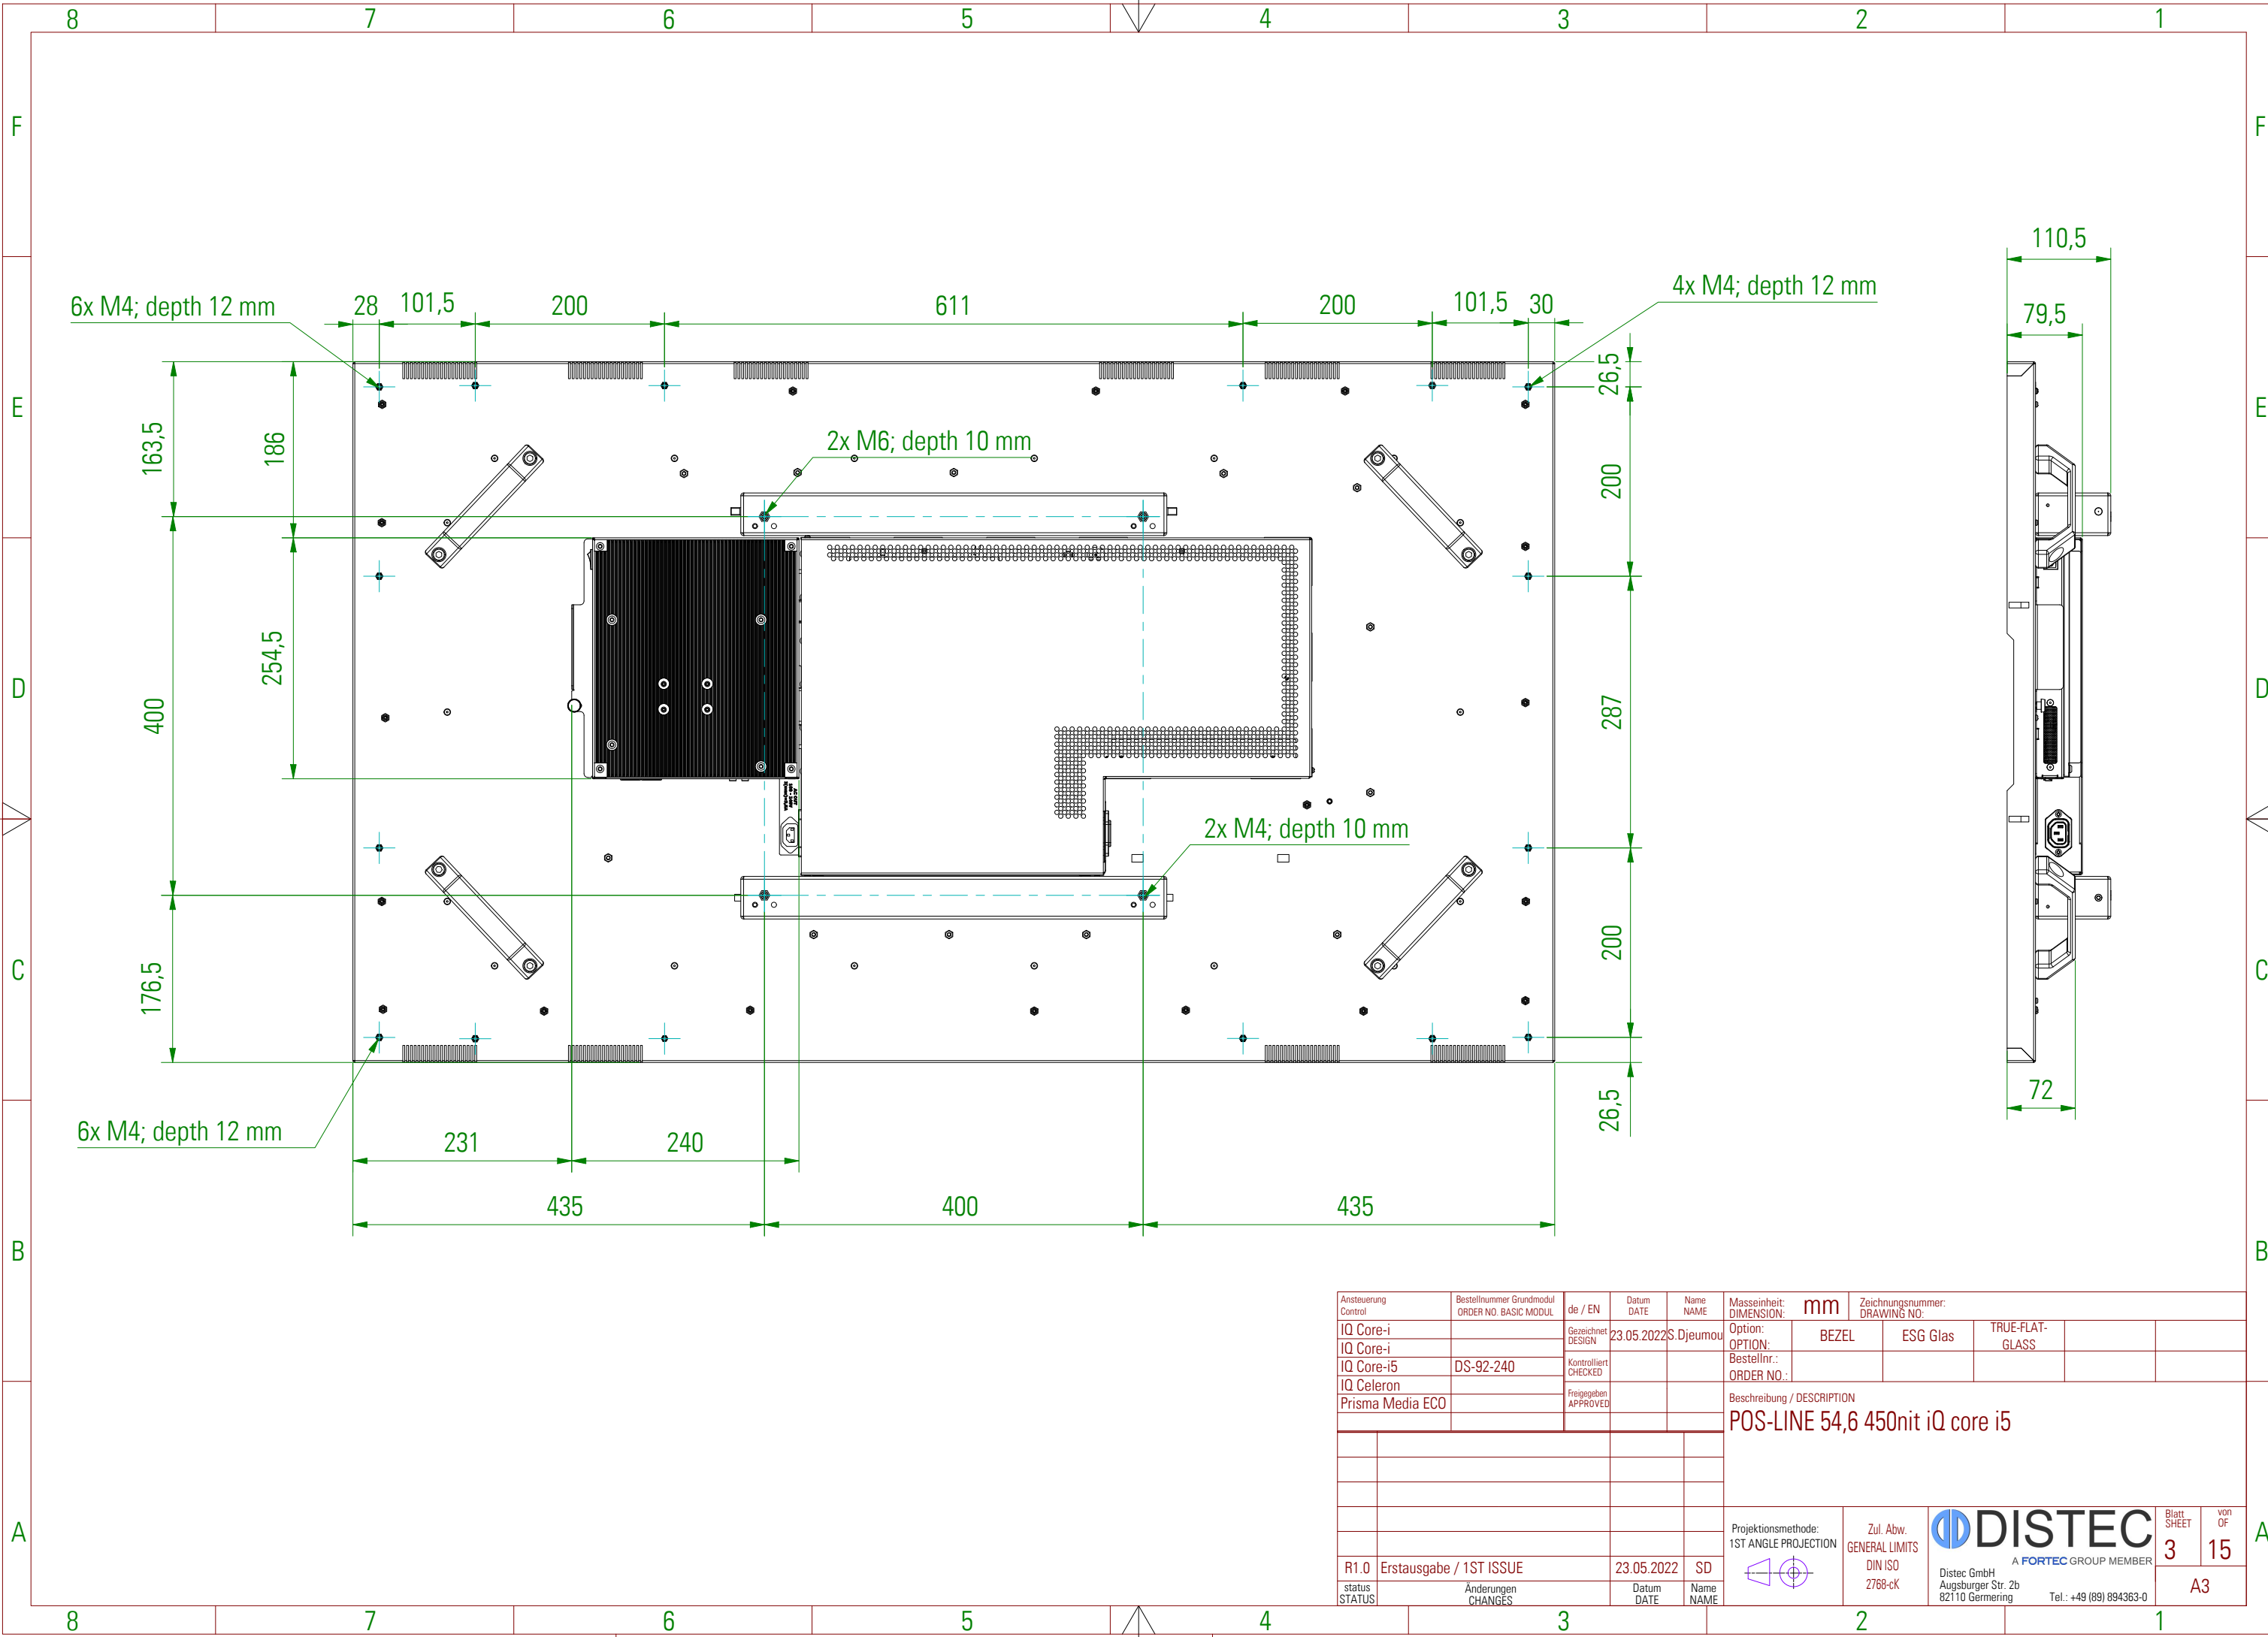 8 7 6 5 4 3 2 1
F F
E E
D D
C C
B B
A A
110,5
79,5
6x M4; depth 12 mm
28 101,5 200 611 200 101,5 30
4x M4; depth 12 mm
26,5
163,5
186
2x M6; depth 10 mm
200
254,5
400
287
2x M4; depth 10 mm
200
176,5
72
26,5
6x M4; depth 12 mm
231 240
435 400 435
Ansteuerung
Control
Bestellnummer Grundmodul
ORDER NO. BASIC MODUL
de / EN
Datum
DATE
Name
NAME
Masseinheit:
DIMENSION:
mm
Zeichnungsnummer:
DRAWING NO:
IQ Core-i
IQ Core-i
IQ Core-i5 DS-92-240
IQ Celeron
Prisma Media ECO
Gezeichnet
DESIGN
23.05.2022 S.Djeumou
Kontrolliert
CHECKED
Freigegeben
APPROVED
Option:
OPTION:
BEZEL
ESG Glas
TRUE-FLAT-
GLASS
Bestellnr.:
ORDER NO.:
Beschreibung / DESCRIPTION
POS-LINE 54,6 450nit iQ core i5
R1.0 Erstausgabe / 1ST ISSUE 23.05.2022 SD
status
STATUS
Änderungen
CHANGES
Datum
DATE
Name
NAME
Projektionsmethode:
1ST ANGLE PROJECTION
Zul. Abw.
GENERAL LIMITS
DIN ISO
2768-cK
DISTEC
A FORTEC GROUP MEMBER
Distec GmbH
Augsburger Str. 2b
82110 Germering Tel.: +49 (89) 894363-0
Blatt
SHEET
3
von
OF
15
A3
8 7 6 5 4 3 2 1